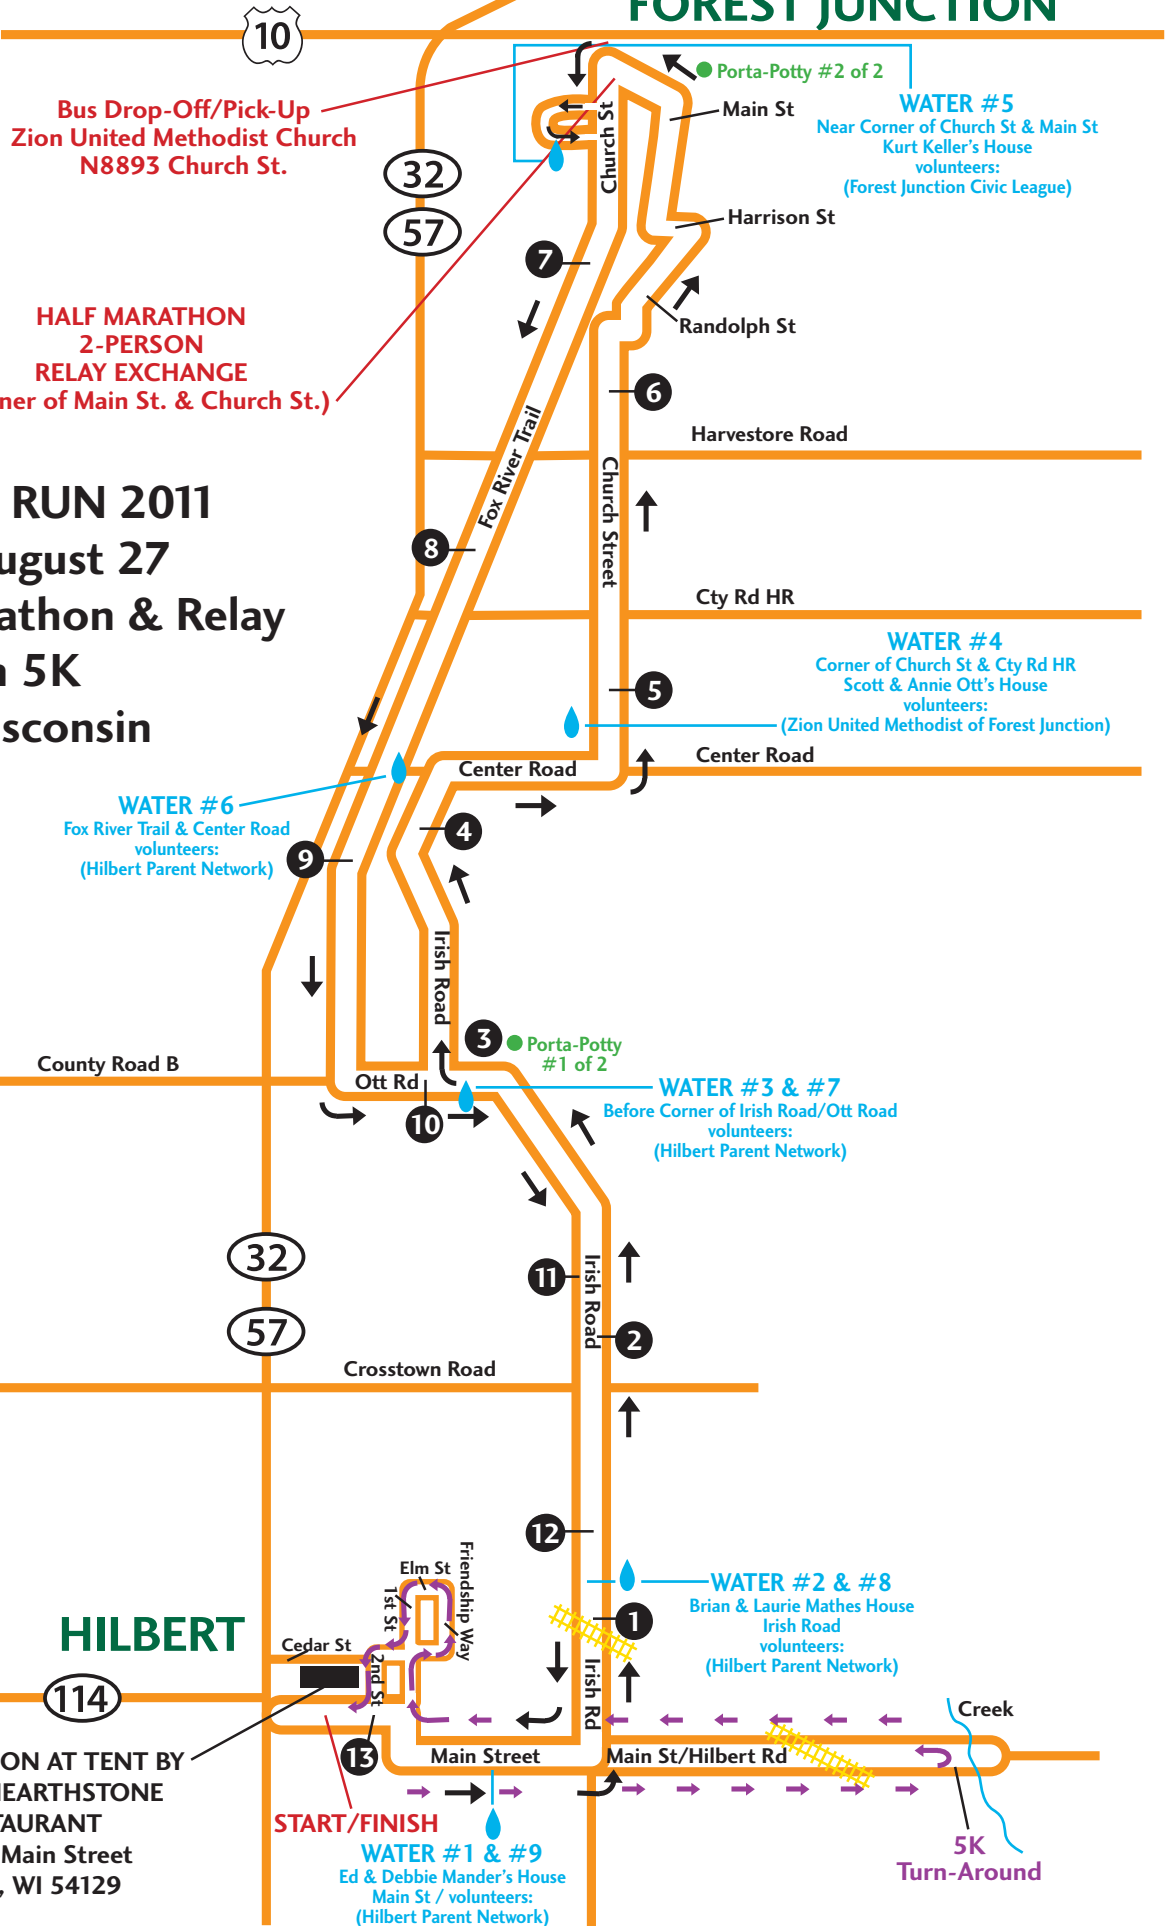 FOREST JUNCTION
10
Porta-Potty #2 of 2
Bus Drop-Off/Pick-Up
Zion United Methodist Church
N8893 Church St.
Main St
WATER #5
Near Corner of Church St & Main St
Kurt Keller's House
volunteers:
(Forest Junction Civic League)
Church St
32
57
Harrison St
7
Randolph St
HALF MARATHON
2-PERSON
RELAY EXCHANGE
ner of Main St. & Church St.)
6
Harvestore Road
Fox River Trail
Church Street
RUN 2011
ugust 27
athon & Relay
5K
sconsin
8
Cty Rd HR
WATER #4
Corner of Church St & Cty Rd HR
Scott & Annie Ott's House
volunteers:
(Zion United Methodist of Forest Junction)
5
Center Road
Center Road
WATER #6
Fox River Trail & Center Road
volunteers:
(Hilbert Parent Network)
4
9
Irish Road
3
Porta-Potty
#1 of 2
County Road B
Ott Rd
10
WATER #3 & #7
Before Corner of Irish Road/Ott Road
volunteers:
(Hilbert Parent Network)
32
57
11
Irish Road
2
Crosstown Road
12
WATER #2 & #8
Brian & Laurie Mathes House
Irish Road
volunteers:
(Hilbert Parent Network)
1
Elm St
Friendship Way
1st St
HILBERT
Cedar St
2nd St
Irish Rd
114
Creek
13
Main Street
Main St/Hilbert Rd
ON AT TENT BY
HEARTHSTONE
TAURANT
Main Street
, WI 54129
START/FINISH
WATER #1 & #9
Ed & Debbie Mander's House
Main St / volunteers:
(Hilbert Parent Network)
5K
Turn-Around